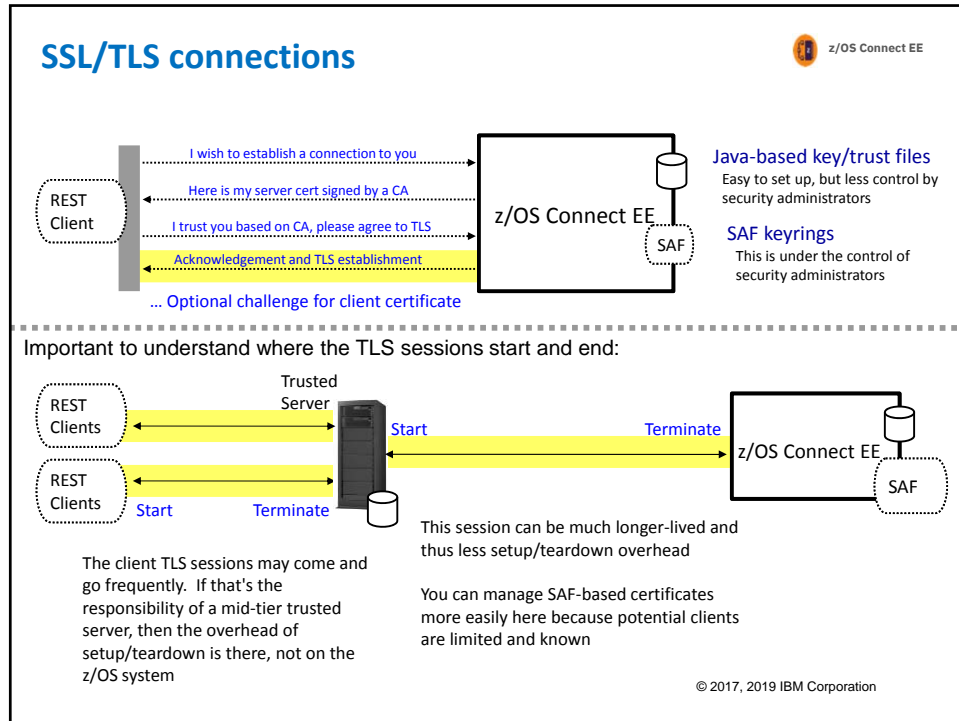 SSL/TLS connections
z/OS Connect EE
I wish to establish a connection to you
Here is my server cert signed by a CA
I trust you based on CA, please agree to TLS
Acknowledgement and TLS establishment
... Optional challenge for client certificate
REST
Client
z/OS Connect EE
SAF
Java-based key/trust files
Easy to set up, but less control by
security administrators
SAF keyrings
This is under the control of
security administrators
Important to understand where the TLS sessions start and end:
REST
Clients
REST
Clients
Start
Terminate
Trusted
Server
Start
Terminate
z/OS Connect EE
SAF
The client TLS sessions may come and
go frequently. If that's the
responsibility of a mid-tier trusted
server, then the overhead of
setup/teardown is there, not on the
z/OS system
This session can be much longer-lived and
thus less setup/teardown overhead
You can manage SAF-based certificates
more easily here because potential clients
are limited and known
© 2017, 2019 IBM Corporation